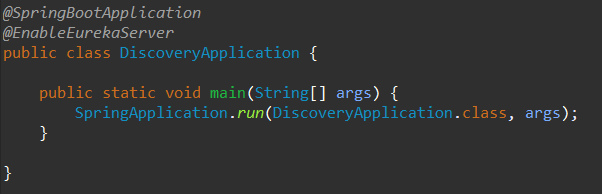 @SpringBootApplication
@EnableEurekaServer
public class DiscoveryApplication {
    public static void main(String[] args) {
        SpringApplication.run(DiscoveryApplication.class, args);
    }
}